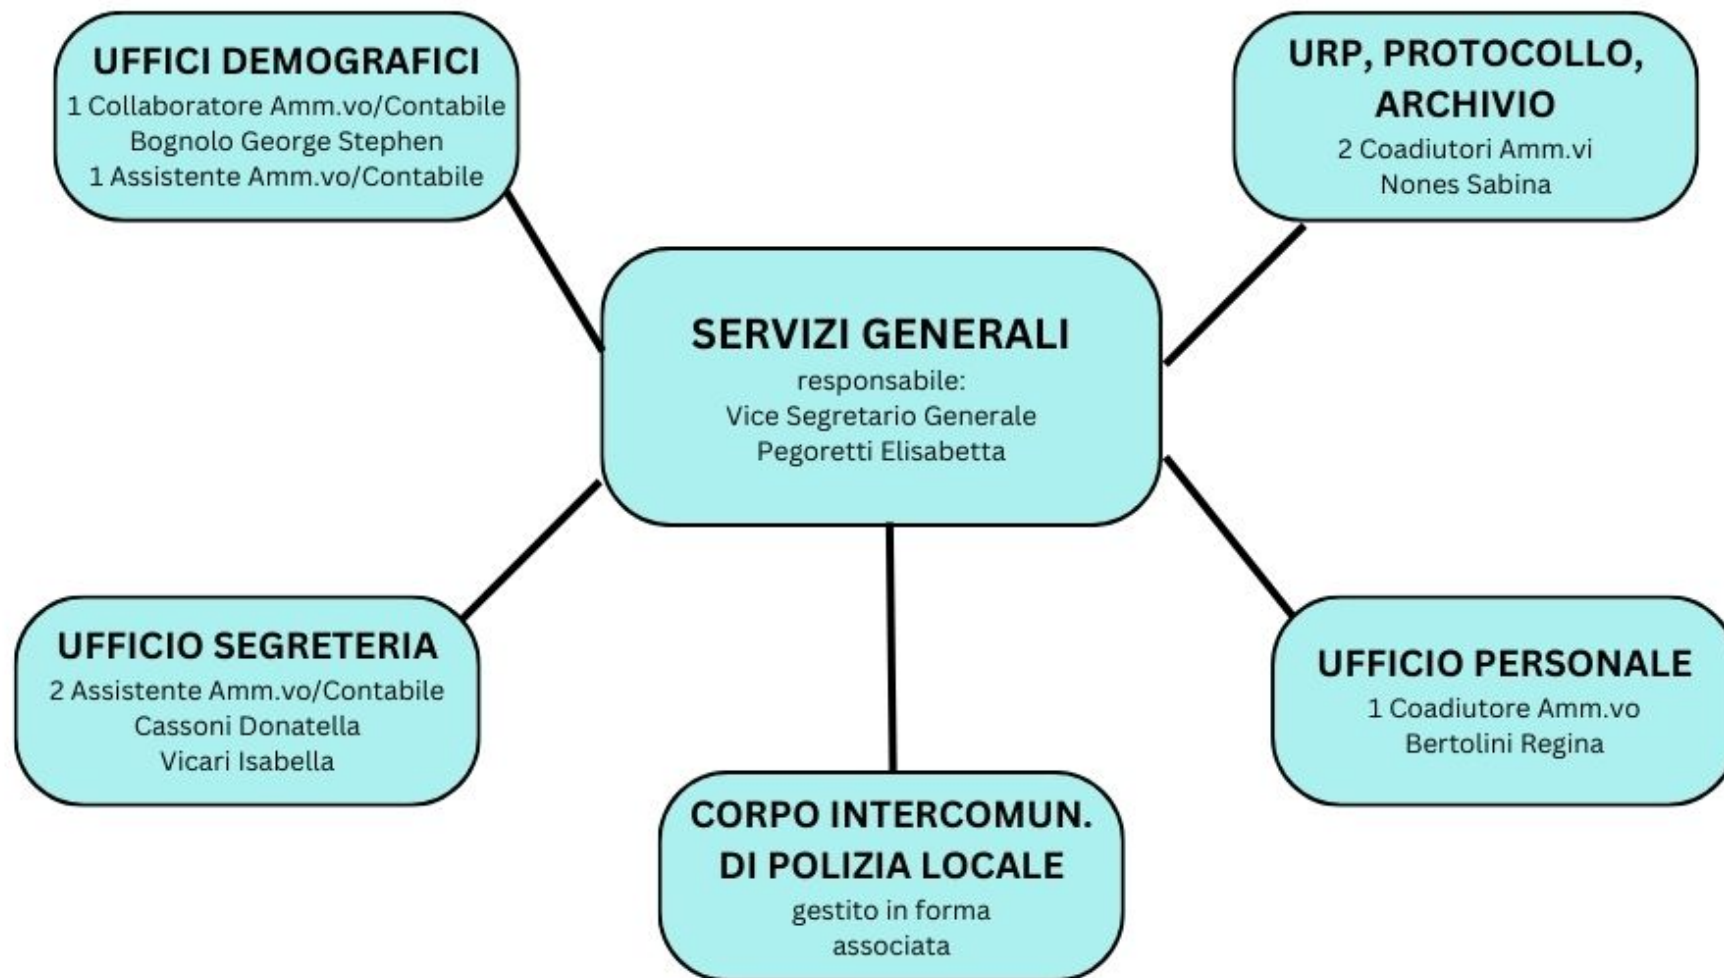 UFFICI DEMOGRAFICI
1 Collaboratore Amm.vo/Contabile
Bognolo George Stephen
1 Assistente Amm.vo/Contabile
URP, PROTOCOLLO,
ARCHIVIO
2 Coadiutori Amm.vi
Nones Sabina
SERVIZI GENERALI
responsabile:
Vice Segretario Generale
Pegoretti Elisabetta
UFFICIO SEGRETERIA
2 Assistente Amm.vo/Contabile
Cassoni Donatella
Vicari Isabella
UFFICIO PERSONALE
1 Coadiutore Amm.vo
Bertolini Regina
CORPO INTERCOMUN.
DI POLIZIA LOCALE
gestito in forma
associata